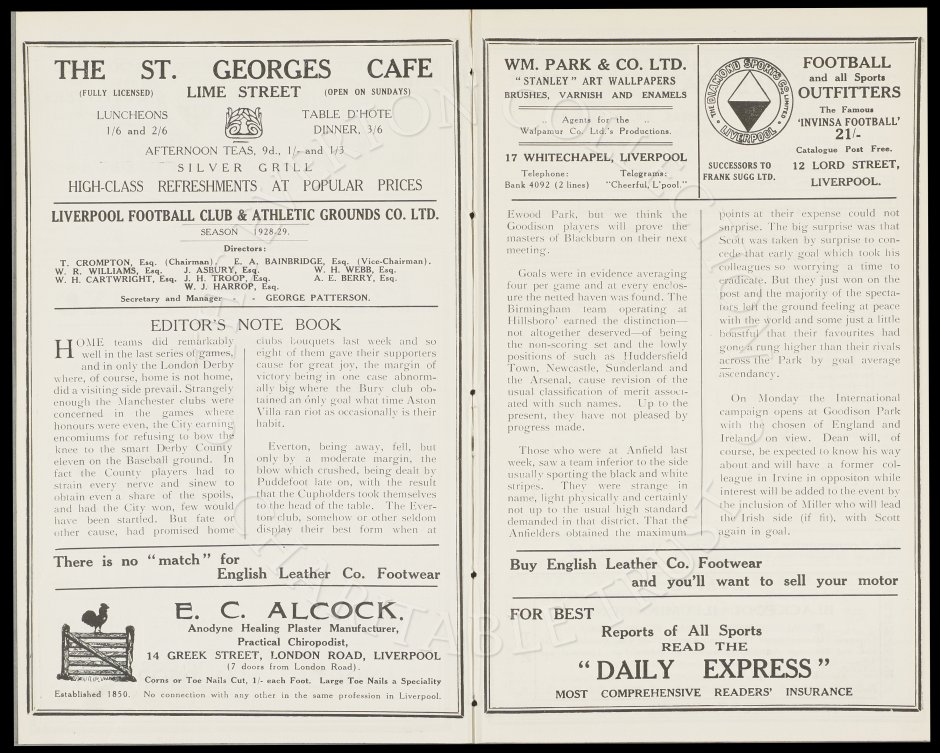 THE ST. GEORGES CAFE
(FULLY LICENSED) LIME STREET (OPEN ON SUNDAYS)
LUNCHEONS
1/6 and 2/6
TABLE D'HOTE
DINNER, 3/6
AFTERNOON TEAS, 9d., 1/- and 1/3
SILVER GRILL
HIGH-CLASS REFRESHMENTS AT POPULAR PRICES
LIVERPOOL FOOTBALL CLUB & ATHLETIC GROUNDS CO. LTD.
SEASON 1928-29.
Directors:
T. CROMPTON, Esq. (Chairman). E. A. BAINBRIDGE, Esq. (Vice-Chairman).
W. R. WILLIAMS, Esq. J. ASBURY, Esq. W. H. WEBB, Esq.
W. H. CARTWRIGHT, Esq. J. H. TROOP, Esq. A. E. BERRY, Esq.
W. J. HARROP, Esq.
Secretary and Manager - - GEORGE PATTERSON.
EDITOR'S NOTE BOOK
HOME teams did remarkably
well in the last series of games,
and in only the London Derby
where, of course, home is not home,
did a visiting side prevail. Strangely
enough the Manchester clubs were
concerned in the games where
honours were even, the City earning
encomiums for refusing to bow the
knee to the smart Derby County
eleven on the Baseball ground. In
fact the County players had to
strain every nerve and sinew to
obtain even a share of the spoils,
and had the City won, few would
have been startled. But fate or
other cause, had promised home
clubs bouquets last week and so
eight of them gave their supporters
cause for great joy, the margin of
victory being in one case abnorm-
ally big where the Bury club ob-
tained an only goal what time Aston
Villa ran riot as occasionally is their
habit.
Everton, being away, fell, but
only by a moderate margin, the
blow which crushed, being dealt by
Puddefoot late on, with the result
that the Cupholders took themselves
to the head of the table. The Ever-
ton club, somehow or other seldom
display their best form when at
There is no "match" for
English Leather Co. Footwear
E. C. ALCOCK.
Anodyne Healing Plaster Manufacturer,
Practical Chiropodist,
14 GREEK STREET, LONDON ROAD, LIVERPOOL
(7 doors from London Road).
Corns or Toe Nails Cut, 1/- each Foot. Large Toe Nails a Speciality
Established 1850. No connection with any other in the same profession in Liverpool.
WM. PARK & CO. LTD.
"STANLEY" ART WALLPAPERS
BRUSHES, VARNISH AND ENAMELS
.. Agents for the ..
Walpamur Co. Ltd.'s Productions.
17 WHITECHAPEL, LIVERPOOL
Telephone: Telegrams:
Bank 4092 (2 lines) "Cheerful, L'pool."
THE DIAMOND SPORTS CO LIMITED
LIVERPOOL
SUCCESSORS TO
FRANK SUGG LTD.
FOOTBALL
and all Sports
OUTFITTERS
The Famous
'INVINSA FOOTBALL'
21/-
Catalogue Post Free.
12 LORD STREET,
LIVERPOOL.
Ewood Park, but we think the
Goodison players will prove the
masters of Blackburn on their next
meeting.
Goals were in evidence averaging
four per game and at every enclos-
ure the netted haven was found. The
Birmingham team operating at
Hillsboro' earned the distinction—
not altogether deserved—of being
the non-scoring set and the lowly
positions of such as Huddersfield
Town, Newcastle, Sunderland and
the Arsenal, cause revision of the
usual classification of merit associ-
ated with such names. Up to the
present, they have not pleased by
progress made.
Those who were at Anfield last
week, saw a team inferior to the side
usually sporting the black and white
stripes. They were strange in
name, light physically and certainly
not up to the usual high standard
demanded in that district. That the
Anfielders obtained the maximum
points at their expense could not
surprise. The big surprise was that
Scott was taken by surprise to con-
cede that early goal which took his
colleagues so worrying a time to
eradicate. But they just won on the
post and the majority of the specta-
tors left the ground feeling at peace
with the world and some just a little
boastful that their favourites had
gone a rung higher than their rivals
across the Park by goal average
ascendancy.
On Monday the International
campaign opens at Goodison Park
with the chosen of England and
Ireland on view. Dean will, of
course, be expected to know his way
about and will have a former col-
league in Irvine in oppositon while
interest will be added to the event by
the inclusion of Miller who will lead
the Irish side (if fit), with Scott
again in goal.
Buy English Leather Co. Footwear
and you'll want to sell your motor
FOR BEST
Reports of All Sports
READ THE
"DAILY EXPRESS"
MOST COMPREHENSIVE READERS' INSURANCE